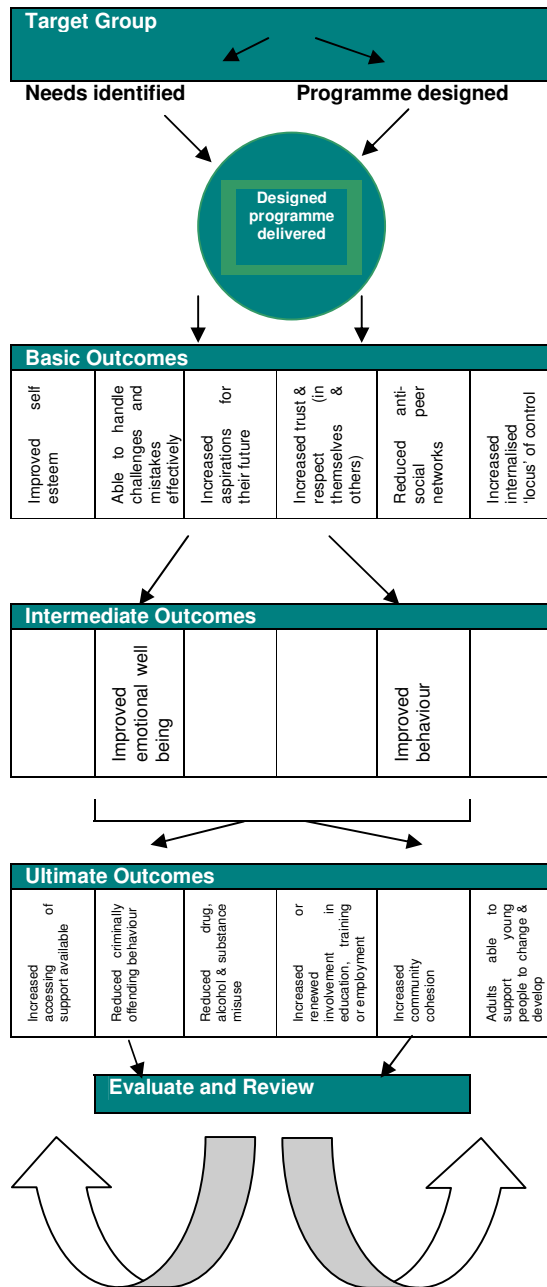 Target Group
Needs identified
Programme designed
Designed
programme
delivered
Basic Outcomes
Improved self
esteem
Able to handle
challenges and
mistakes
effectively
Increased
aspirations for
their future
Increased trust &
respect (in
themselves &
others)
Reduced anti-
social peer
networks
Increased
internalised
'locus' of control
Intermediate Outcomes
Improved
emotional well
being
Improved
behaviour
Ultimate Outcomes
Increased
accessing of
support available
Reduced criminally
offending behaviour
Reduced drug,
alcohol & substance
misuse
Increased or
renewed
involvement in
education, training
or employment
Increased
community
cohesion
Adults able to
support young
people to change &
develop
Evaluate and Review